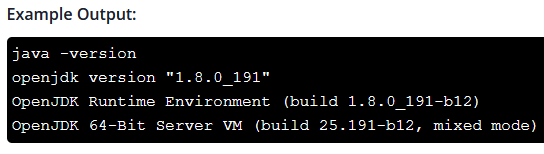 Example Output:
java -version
openjdk version "1.8.0_191"
OpenJDK Runtime Environment (build 1.8.0_191-b12)
OpenJDK 64-Bit Server VM (build 25.191-b12, mixed mode)